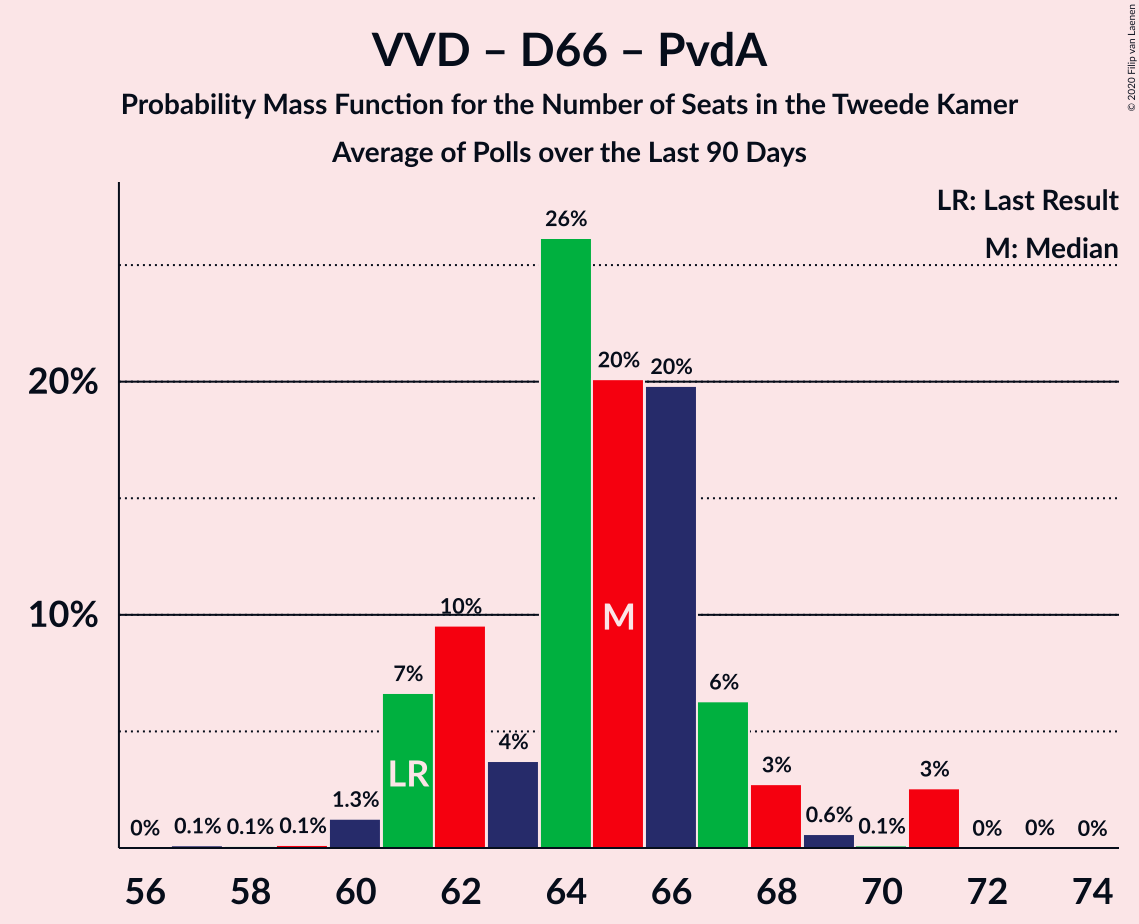 VVD – D66 – PvdA
Probability Mass Function for the Number of Seats in the Tweede Kamer
Average of Polls over the Last 90 Days
© 2020 Filip van Laenen
LR: Last Result
M: Median
20%
10%
0%
0.1%
0.1%
0.1%
1.3%
7%
10%
4%
26%
20%
20%
6%
3%
0.6%
0.1%
3%
0%
0%
0%
LR
M
56 58 60 62 64 66 68 70 72 74